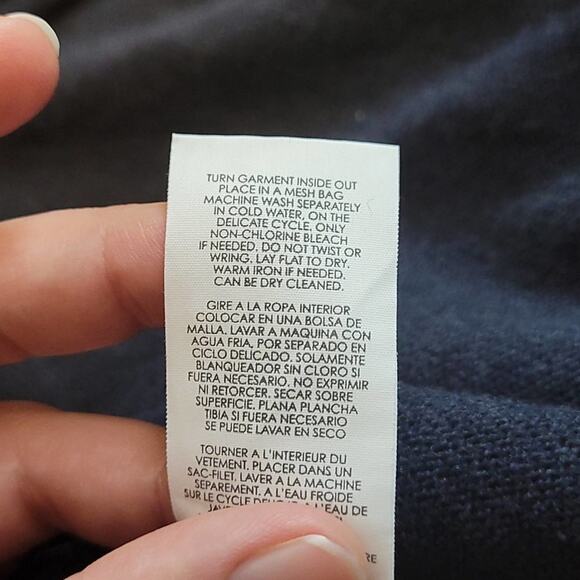 TURN GARMENT INSIDE OUT
PLACE IN A MESH BAG
MACHINE WASH SEPARATELY
IN COLD WATER, ON THE
DELICATE CYCLE. ONLY
NON-CHLORINE BLEACH
IF NEEDED. DO NOT TWIST OR
WRING. LAY FLAT TO DRY.
WARM IRON IF NEEDED.
CAN BE DRY CLEANED.
GIRE A LA ROPA INTERIOR
COLOCAR EN UNA BOLSA DE
MALLA. LAVAR A MAQUINA CON
AGUA FRIA, POR SEPARADO EN
CICLO DELICADO. SOLAMENTE
BLANQUEADOR SIN CLORO SI
FUERA NECESARIO. NO EXPRIMIR
NI RETORCER. SECAR SOBRE
SUPERFICIE. PLANA PLANCHA
TIBIA SI FUERA NECESARIO
SE PUEDE LAVAR EN SECO
TOURNER A L'INTERIEUR DU
VETEMENT. PLACER DANS UN
SAC-FILET. LAVER A LA MACHINE
SEPAREMENT. A L'EAU FROIDE
SUR LE CYCLE L'EAU DE